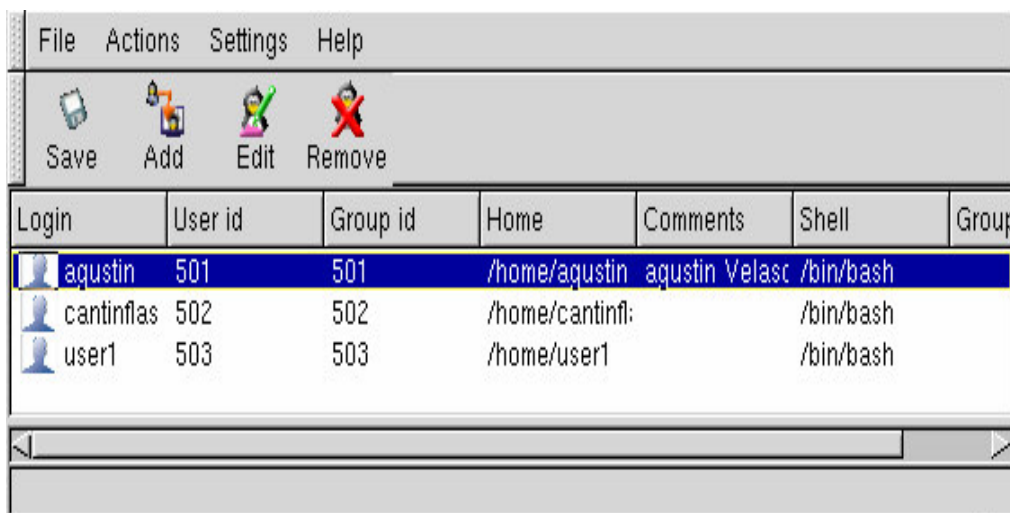 File Actions Settings Help
Save Add Edit Remove
Login User id Group id Home Comments Shell Group
agustin 501 501 /home/agustin agustin Velasc /bin/bash
cantinflas 502 502 /home/cantinfl /bin/bash
user1 503 503 /home/user1 /bin/bash